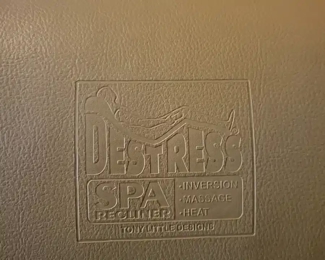 DESTRESS
SPA
RECLINER
·INVERSION
·MASSAGE
·HEAT
TONY LITTLE DESIGNS